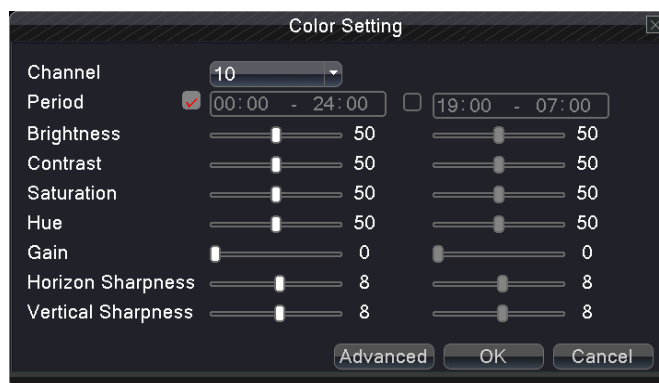 Color Setting
Channel 10
Period 00:00 - 24:00 19:00 - 07:00
Brightness 50 50
Contrast 50 50
Saturation 50 50
Hue 50 50
Gain 0 0
Horizon Sharpness 8 8
Vertical Sharpness 8 8
Advanced OK Cancel